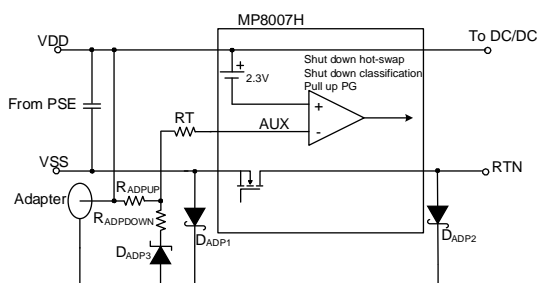 MP8007H
VDD
To DC/DC
Shut down hot-swap
Shut down classification
Pull up PG
+
2.3V
From PSE
+
RT
AUX
-
VSS
RTN
Adapter
RADPUP
RADPDOWN
DADP1
DADP2
DADP3